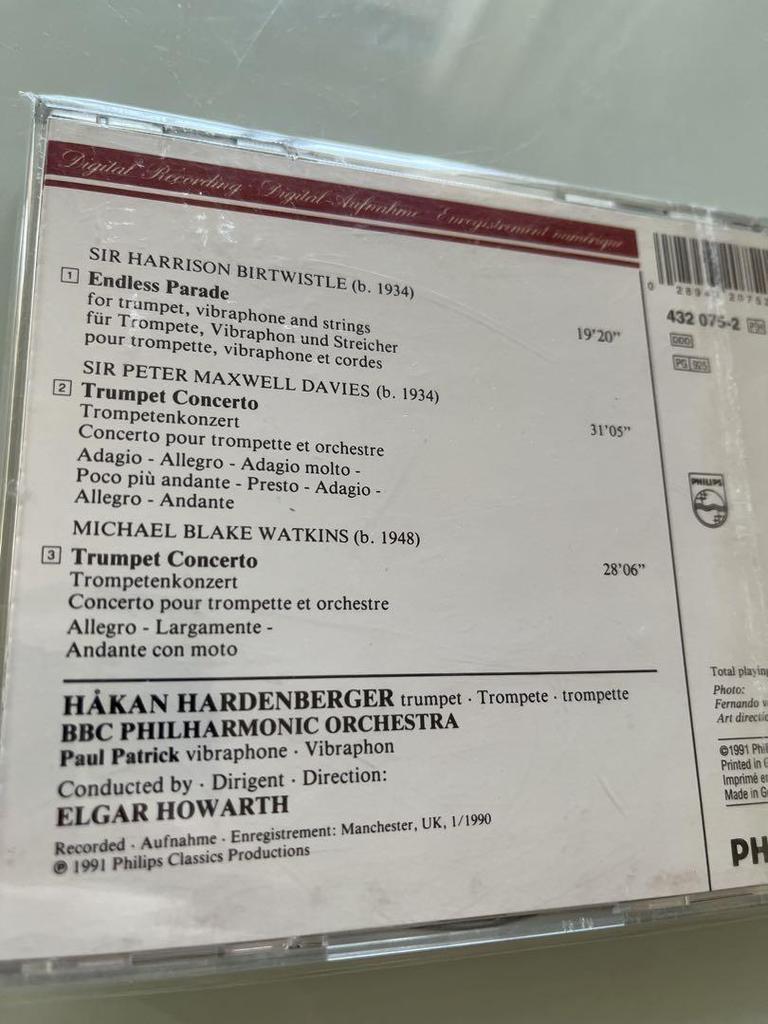 Digital Recording · Digital-Aufnahme · Enregistrement numérique
SIR HARRISON BIRTWISTLE (b. 1934)
1 Endless Parade
for trumpet, vibraphone and strings
für Trompete, Vibraphon und Streicher 19'20"
pour trompette, vibraphone et cordes
SIR PETER MAXWELL DAVIES (b. 1934)
2 Trumpet Concerto
Trompetenkonzert
Concerto pour trompette et orchestre 31'05"
Adagio - Allegro - Adagio molto -
Poco più andante - Presto - Adagio -
Allegro - Andante
MICHAEL BLAKE WATKINS (b. 1948)
3 Trumpet Concerto 28'06"
Trompetenkonzert
Concerto pour trompette et orchestre
Allegro - Largamente -
Andante con moto
HÅKAN HARDENBERGER trumpet · Trompete · trompette
BBC PHILHARMONIC ORCHESTRA
Paul Patrick vibraphone · Vibraphon
Conducted by · Dirigent · Direction:
ELGAR HOWARTH
Recorded · Aufnahme · Enregistrement: Manchester, UK, 1/1990
℗ 1991 Philips Classics Productions
432 075-2
DDD
PG 925
PHILIPS
Total playing
Photo:
Fernando
Art
©1991
Printed in
Imprimé
Made in
PH